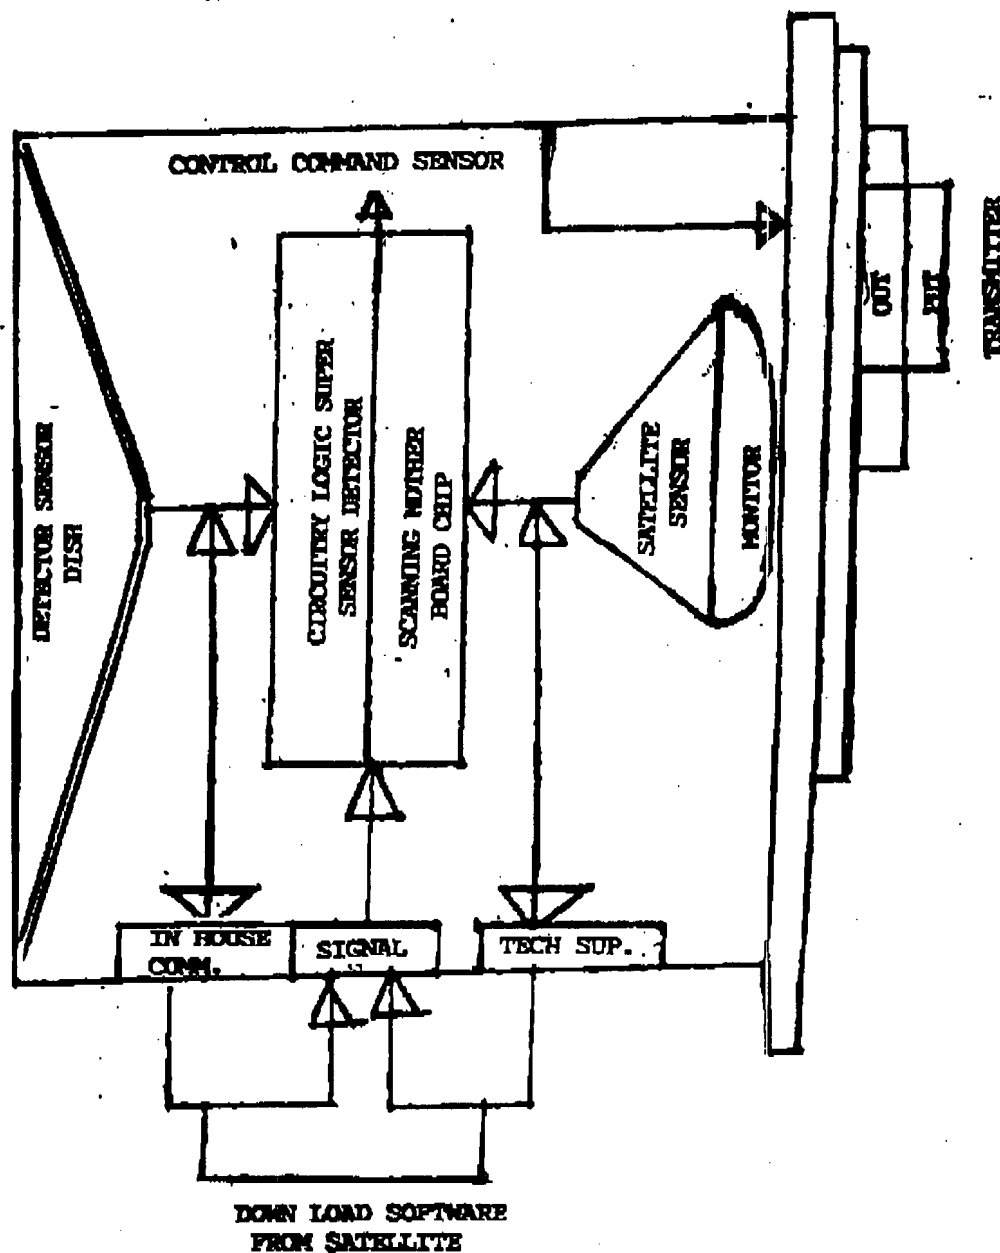 CONTROL COMMAND SENSOR
DETECTOR SENSOR
DISH
CIRCUITRY LOGIC SUPER
SENSOR DETECTOR
SCANNING MOTHER
BOARD CHIP
SATELLITE
SENSOR
MONITOR
OUT
PUT
TRANSMITTER
IN HOUSE
COMM.
SIGNAL
TECH SUP.
DOWN LOAD SOFTWARE
FROM SATELLITE